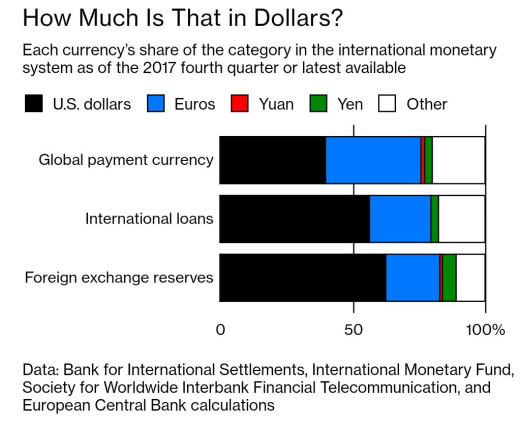 How Much Is That in Dollars?
Each currency's share of the category in the international monetary
system as of the 2017 fourth quarter or latest available
U.S. dollars Euros Yuan Yen Other
Global payment currency
International loans
Foreign exchange reserves
0 50 100%
Data: Bank for International Settlements, International Monetary Fund,
Society for Worldwide Interbank Financial Telecommunication, and
European Central Bank calculations